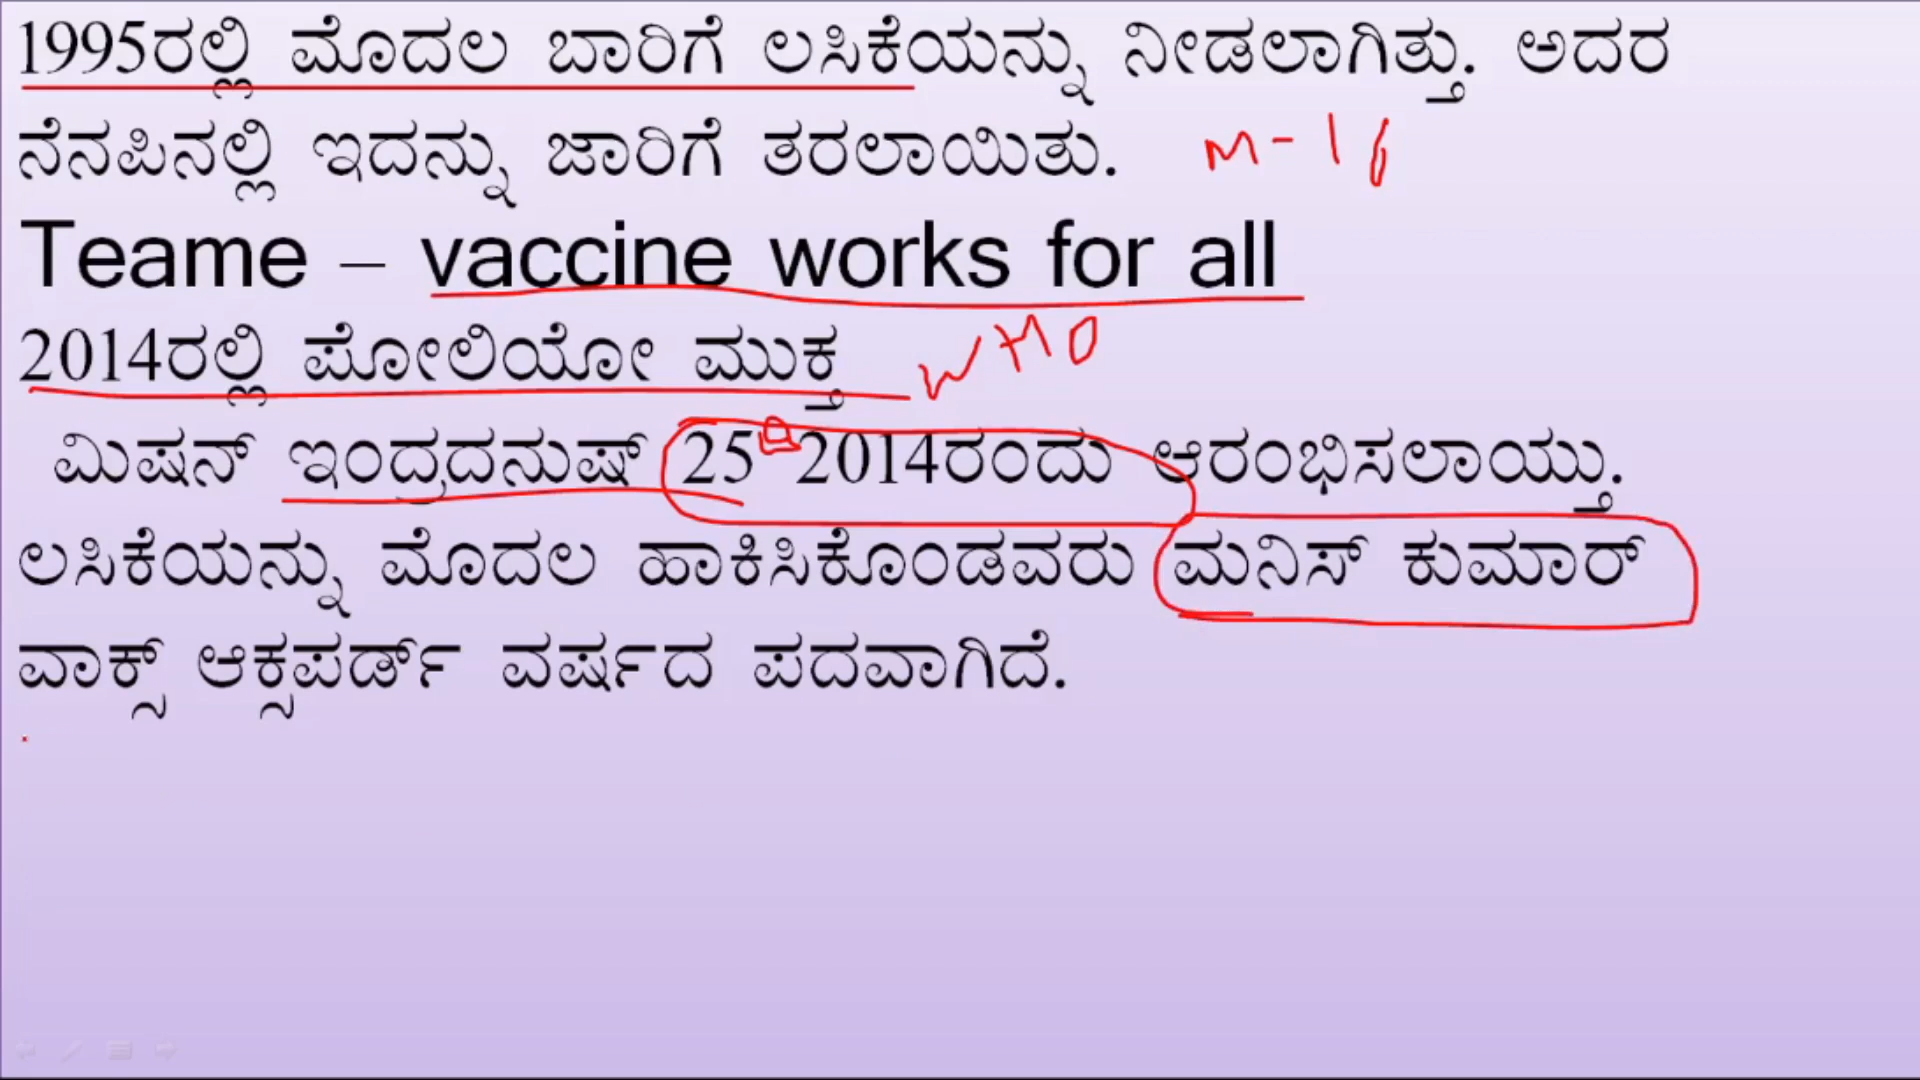 1995ರಲ್ಲಿ ಮೊದಲ ಬಾರಿಗೆ ಲಸಿಕೆಯನ್ನು ನೀಡಲಾಗಿತ್ತು. ಅದರ
ನೆನಪಿನಲ್ಲಿ ಇದನ್ನು ಜಾರಿಗೆ ತರಲಾಯಿತು. M-16
Teame – vaccine works for all
2014ರಲ್ಲಿ ಪೋಲಿಯೋ ಮುಕ್ತ WHO
ಮಿಷನ್ ಇಂದ್ರದನುಷ್ 25 2014ರಂದು ಆರಂಭಿಸಲಾಯ್ತು.
ಲಸಿಕೆಯನ್ನು ಮೊದಲ ಹಾಕಿಸಿಕೊಂಡವರು ಮನಿಸ್ ಕುಮಾರ್
ವಾಕ್ಸ್ ಆಕ್ಸಪರ್ಡ್ ವರ್ಷದ ಪದವಾಗಿದೆ.